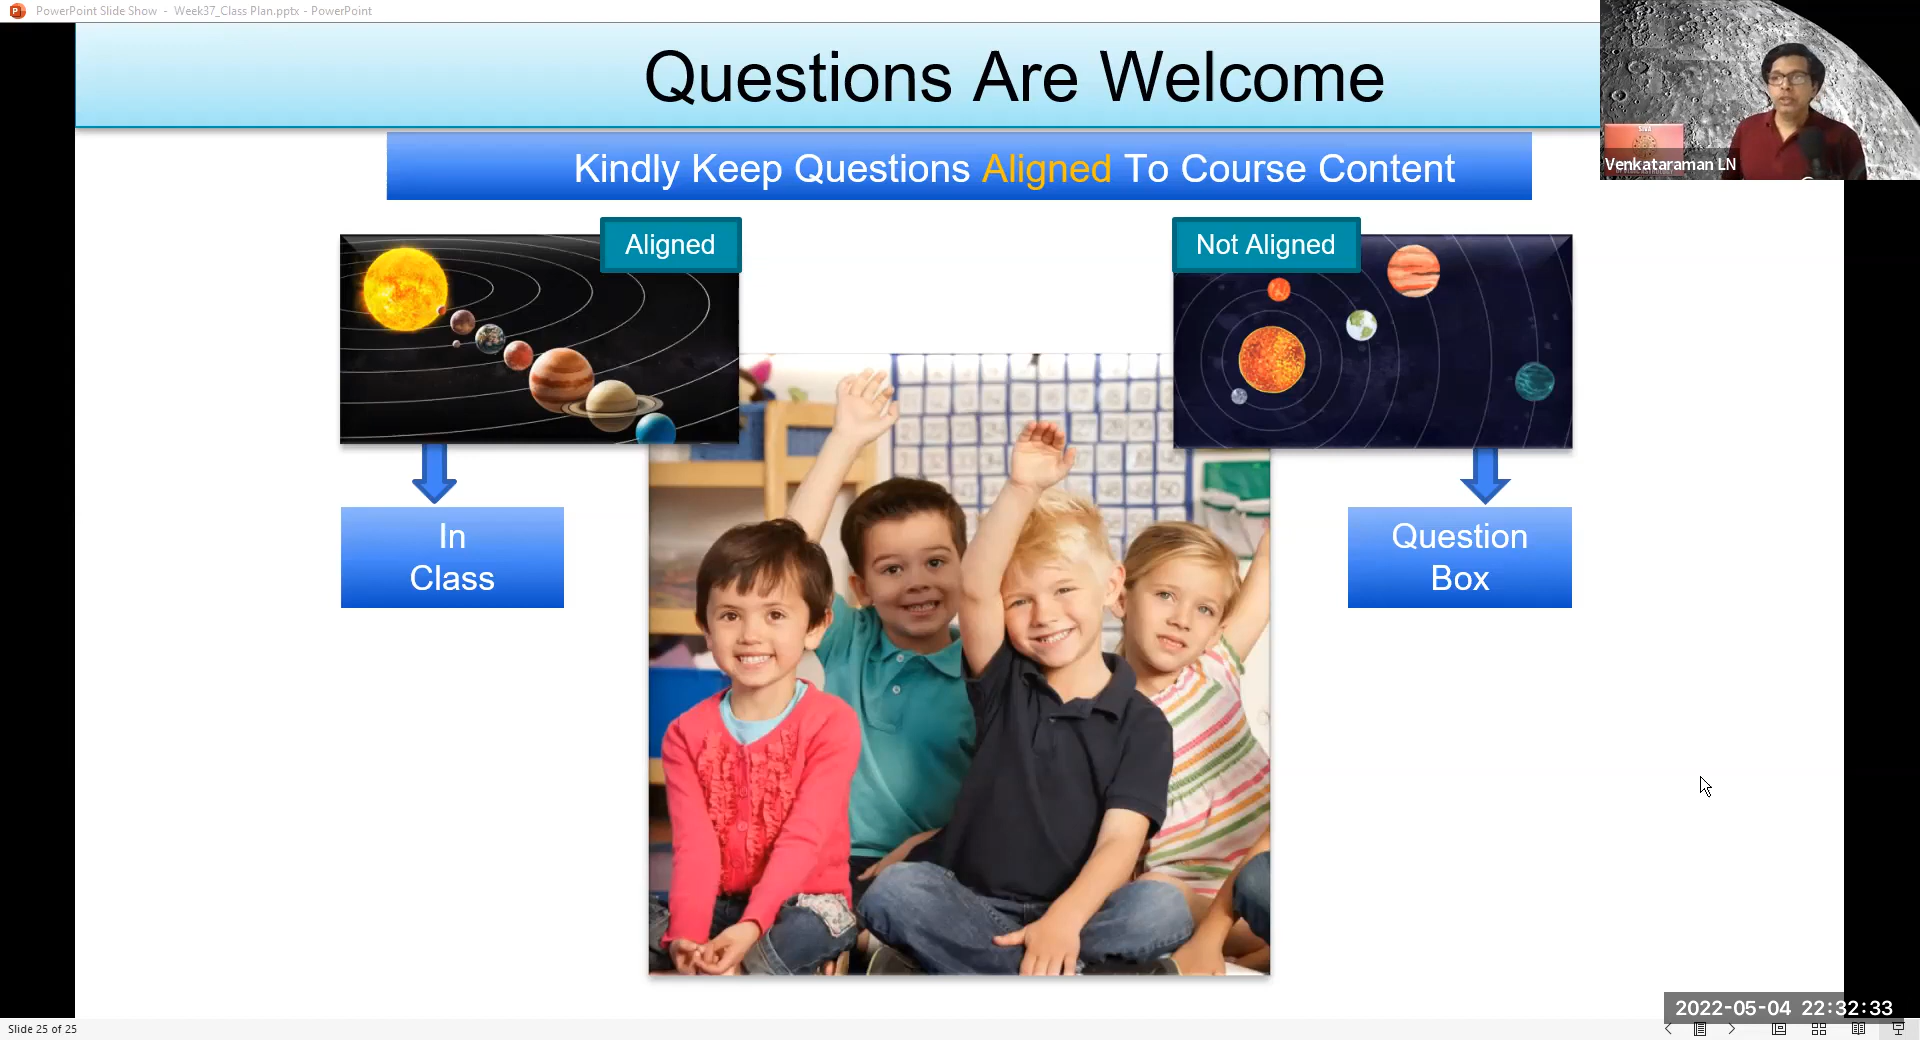 PowerPoint Slide Show - Week37_Class Plan.pptx - PowerPoint
Questions Are Welcome
Kindly Keep Questions Aligned To Course Content
Venkataraman LN
Aligned
Not Aligned
In
Class
Question
Box
2022-05-04 22:32:33
Slide 25 of 25